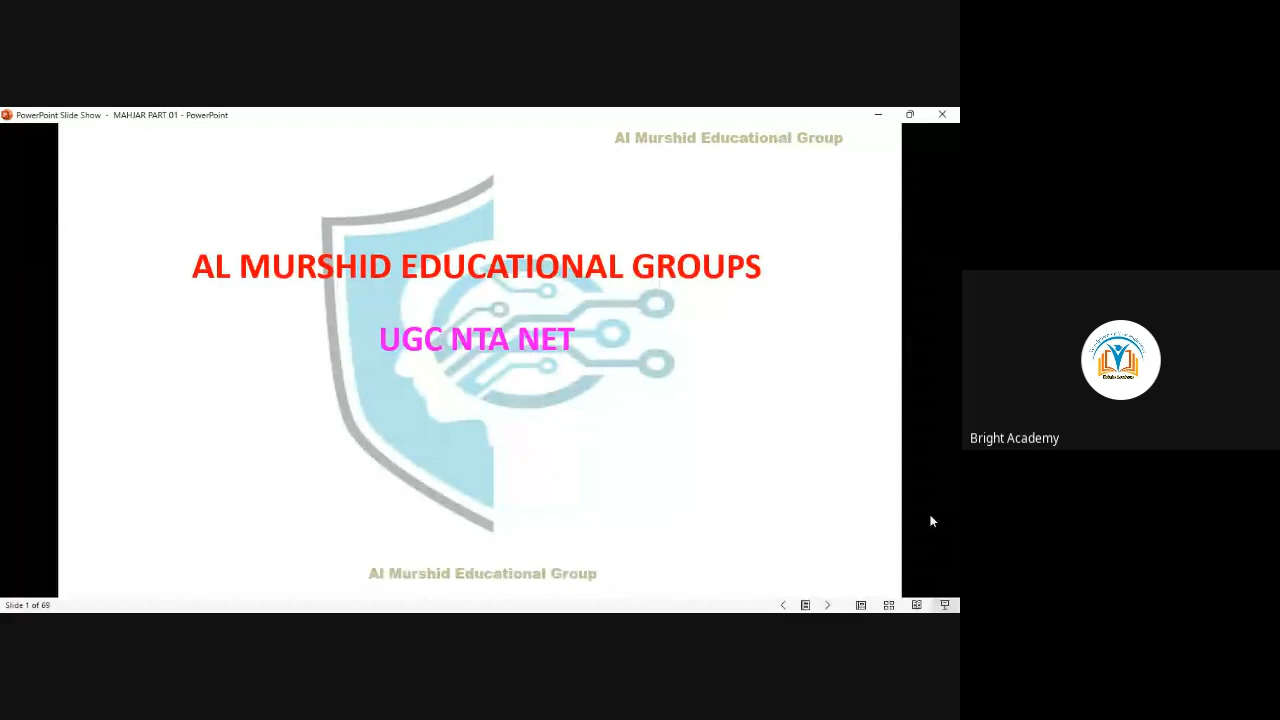 PowerPoint Slide Show - MAHJAR PART 01 - PowerPoint
Al Murshid Educational Group
AL MURSHID EDUCATIONAL GROUPS
UGC NTA NET
Al Murshid Educational Group
Slide 1 of 69
Bright Academy